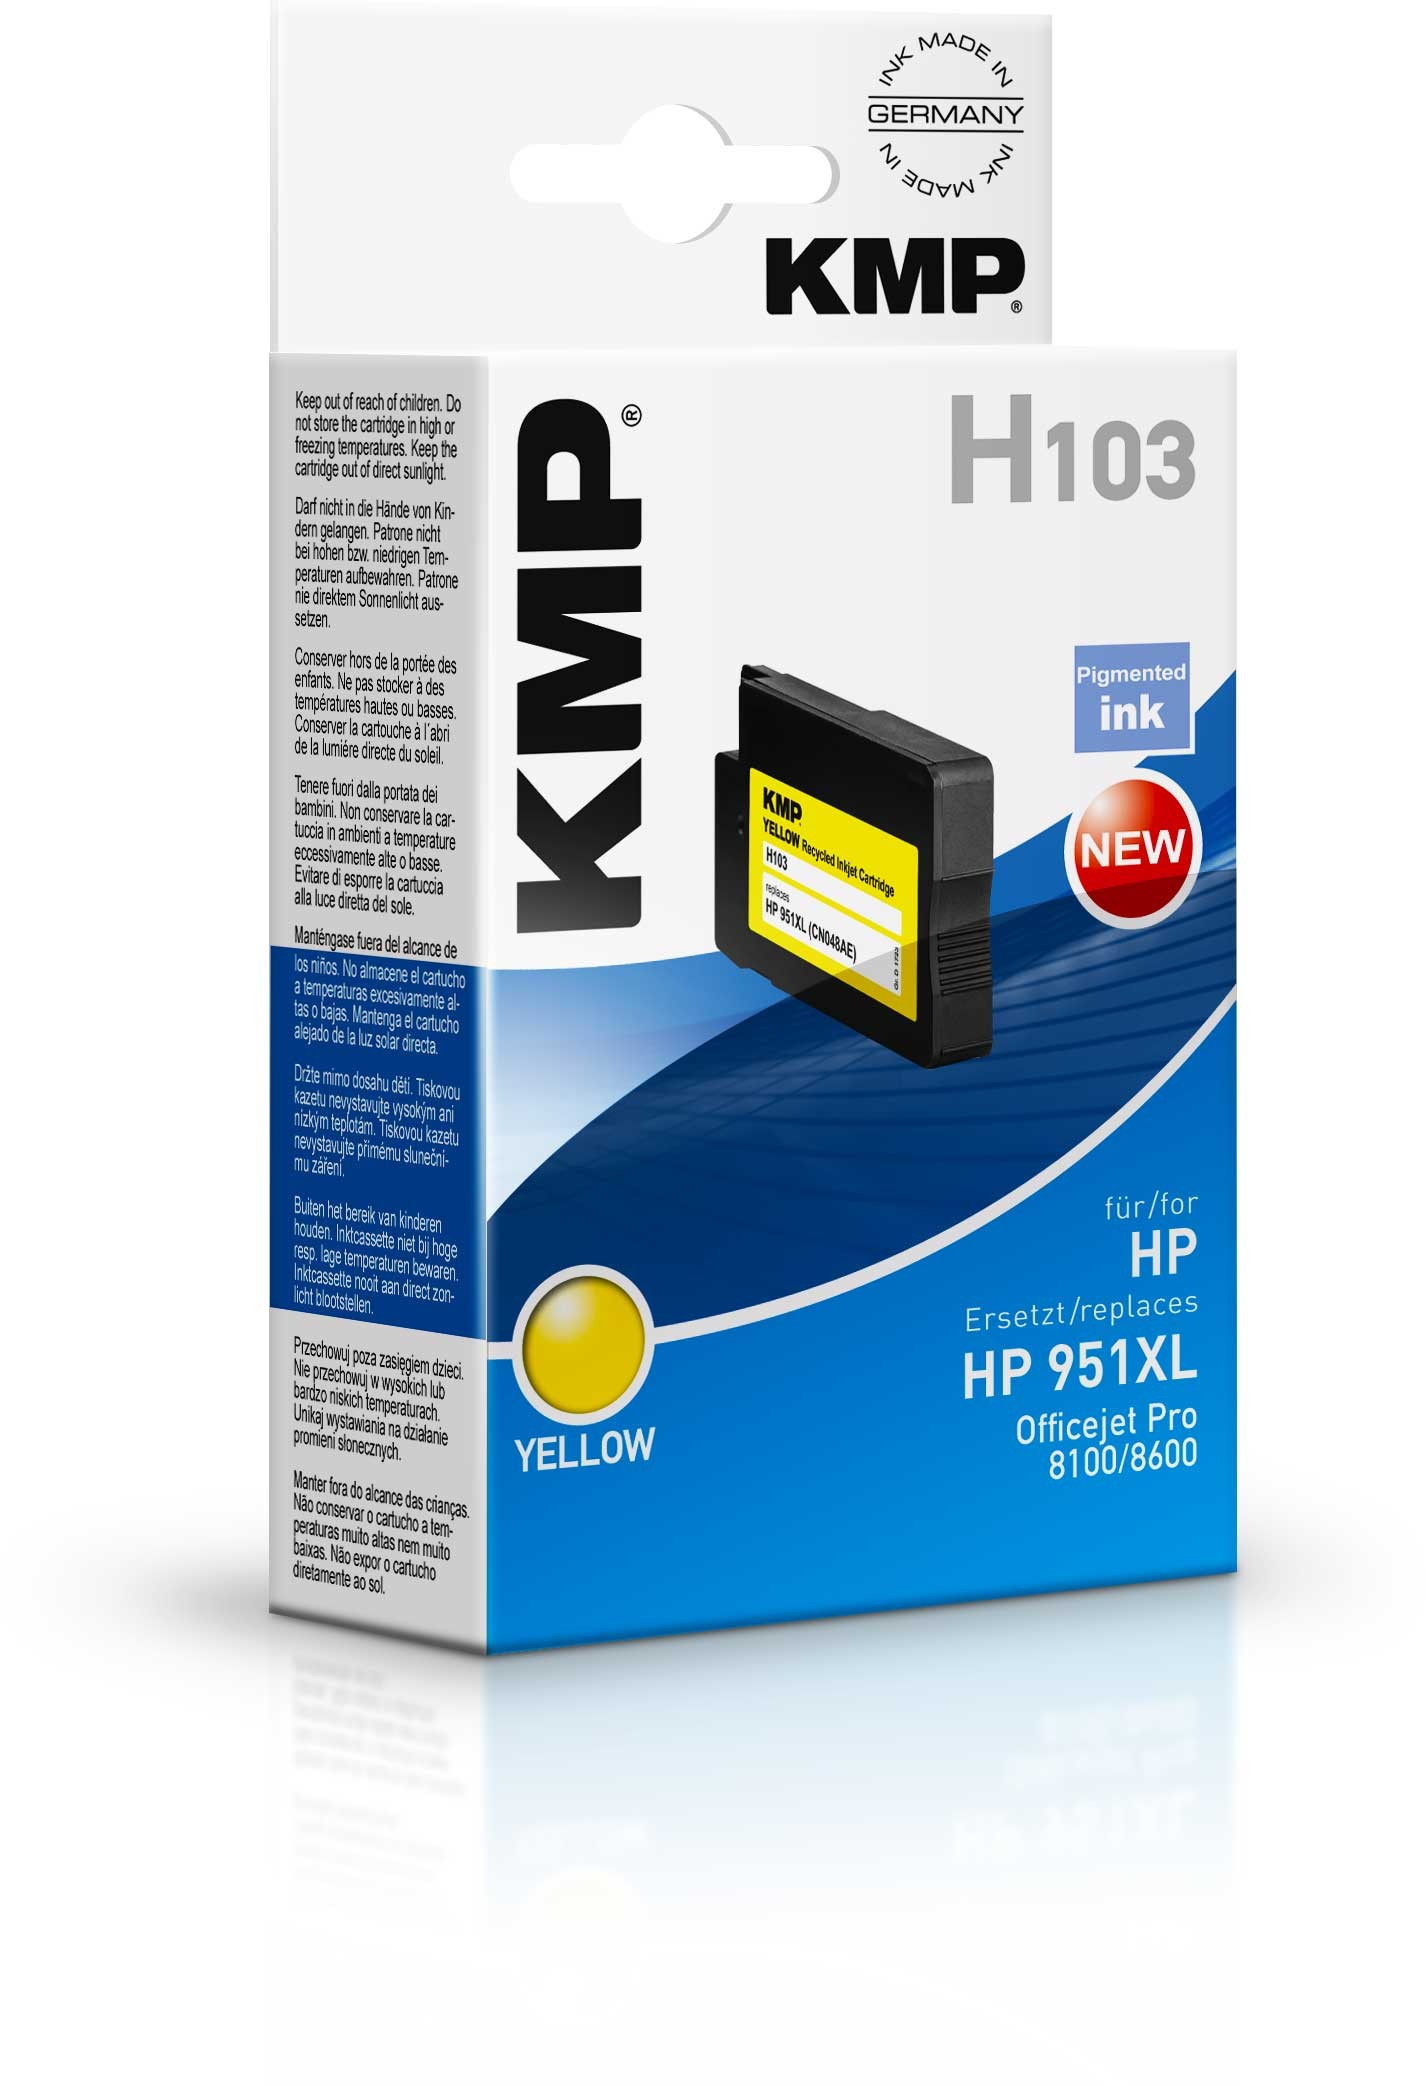 INK MADE IN
GERMANY
INK MADE IN
KMP®
Keep out of reach of children. Do
not store the cartridge in high or
freezing temperatures. Keep the
cartridge out of direct sunlight.
Darf nicht in die Hände von Kin-
dern gelangen. Patrone nicht
bei hohen bzw. niedrigen Tem-
peraturen aufbewahren. Patrone
nie direktem Sonnenlicht aus-
setzen.
Conserver hors de la portée des
enfants. Ne pas stocker à des
températures hautes ou basses.
Conserver la cartouche à l´abri
de la lumiére directe du soleil.
Tenere fuori dalla portata dei
bambini. Non conservare la car-
tuccia in ambienti a temperature
eccessivamente alte o basse.
Evitare di esporre la cartuccia
alla luce diretta del sole.
Manténgase fuera del alcance de
los niños. No almacene el cartucho
a temperaturas excesivamente al-
tas o bajas. Mantenga el cartucho
alejado de la luz solar directa.
Držte mimo dosahu dětí. Tiskovou
kazetu nevystavujte vysokým ani
nízkým teplotám. Tiskovou kazetu
nevystavujte přímému sluneční-
mu záření.
Buiten het bereik van kinderen
houden. Inktcassette niet bij hoge
resp. lage temperaturen bewaren.
Inktcassette nooit aan direct zon-
licht blootstellen.
Przechowuj poza zasięgiem dzieci.
Nie przechowuj w wysokich lub
bardzo niskich temperaturach.
Unikaj wystawiania na działanie
promieni słonecznych.
Manter fora do alcance das crianças.
Não conservar o cartucho a tem-
peraturas muito altas nem muito
baixas. Não expor o cartucho
diretamente ao sol.
KMP®
H103
Pigmented
ink
NEW
KMP
YELLOW Recycled Inkjet Cartridge
H103
replaces
HP 951XL (CN048AE)
Gr. D 1725
für/for
HP
Ersetzt/replaces
HP 951XL
Officejet Pro
8100/8600
YELLOW